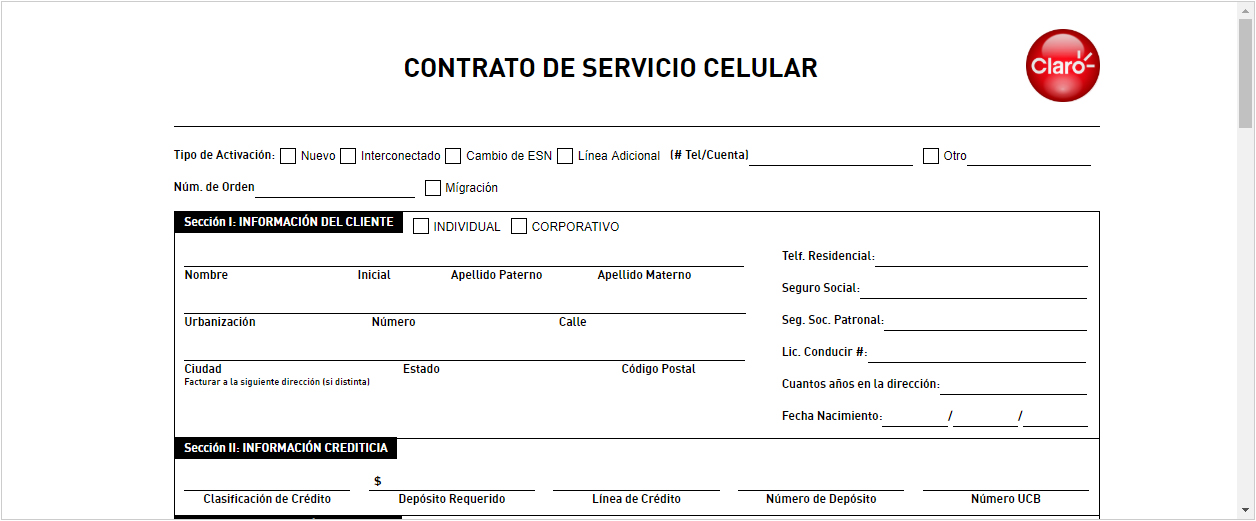 CONTRATO DE SERVICIO CELULAR
Claro
Tipo de Activación: Nuevo Interconectado Cambio de ESN Línea Adicional (# Tel/Cuenta) Otro
Núm. de Orden Mígración
Sección I: INFORMACIÓN DEL CLIENTE INDIVIDUAL CORPORATIVO
Nombre Inicial Apellido Paterno Apellido Materno
Urbanización Número Calle
Ciudad Estado Código Postal
Facturar a la siguiente dirección (si distinta)
Telf. Residencial:
Seguro Social:
Seg. Soc. Patronal:
Lic. Conducir #:
Cuantos años en la dirección:
Fecha Nacimiento: / /
Sección II: INFORMACIÓN CREDITICIA
$
Clasificación de Crédito Depósito Requerido Línea de Crédito Número de Depósito Número UCB